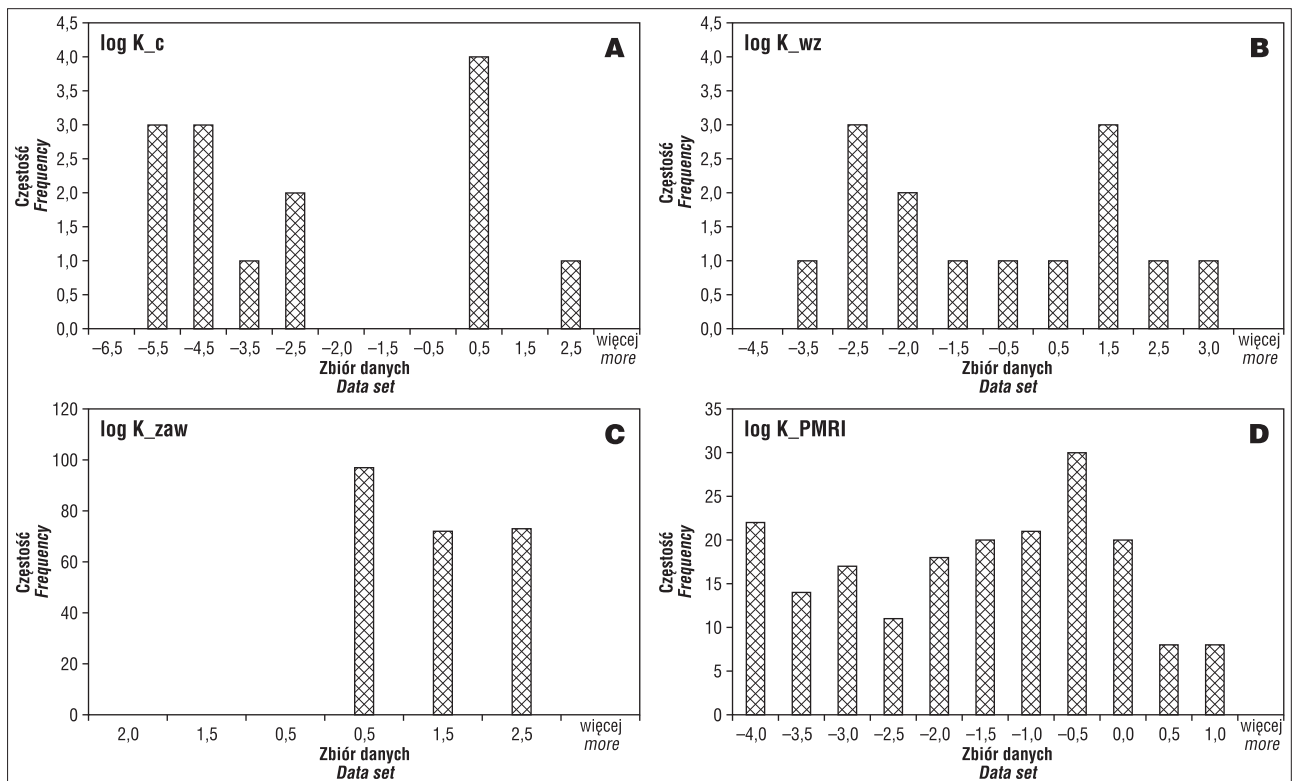 log K_c
A
4,5
4,0
3,5
3,0
2,5
2,0
1,5
1,0
0,5
0,0
Częstość
Frequency
–6,5 –5,5 –4,5 –3,5 –2,5 –2,0 –1,5 –0,5 0,5 1,5 2,5 więcej
more
Zbiór danych
Data set
log K_wz
B
4,5
4,0
3,5
3,0
2,5
2,0
1,5
1,0
0,5
0,0
Częstość
Frequency
–4,5 –3,5 –2,5 –2,0 –1,5 –0,5 0,5 1,5 2,5 3,0 więcej
more
Zbiór danych
Data set
log K_zaw
C
120
100
80
60
40
20
0
Częstość
Frequency
2,0 1,5 0,5 0,5 1,5 2,5 więcej
more
Zbiór danych
Data set
log K_PMRI
D
35
30
25
20
15
10
5
0
Częstość
Frequency
–4,0 –3,5 –3,0 –2,5 –2,0 –1,5 –1,0 –0,5 0,0 0,5 1,0 więcej
more
Zbiór danych
Data set